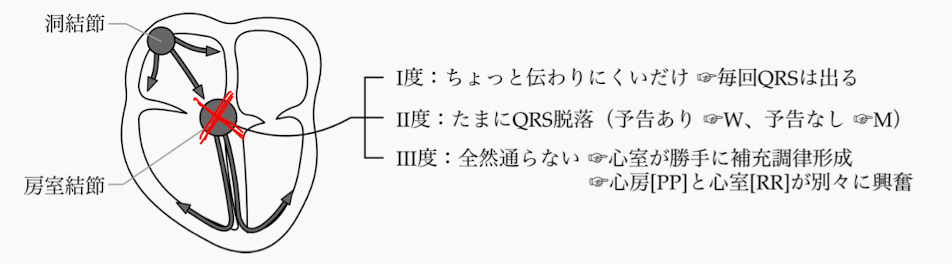 洞結節
房室結節
I度：ちょっと伝わりにくいだけ ☞毎回QRSは出る
II度：たまにQRS脱落（予告あり ☞W、予告なし ☞M）
III度：全然通らない ☞心室が勝手に補充調律形成
☞心房[PP]と心室[RR]が別々に興奮